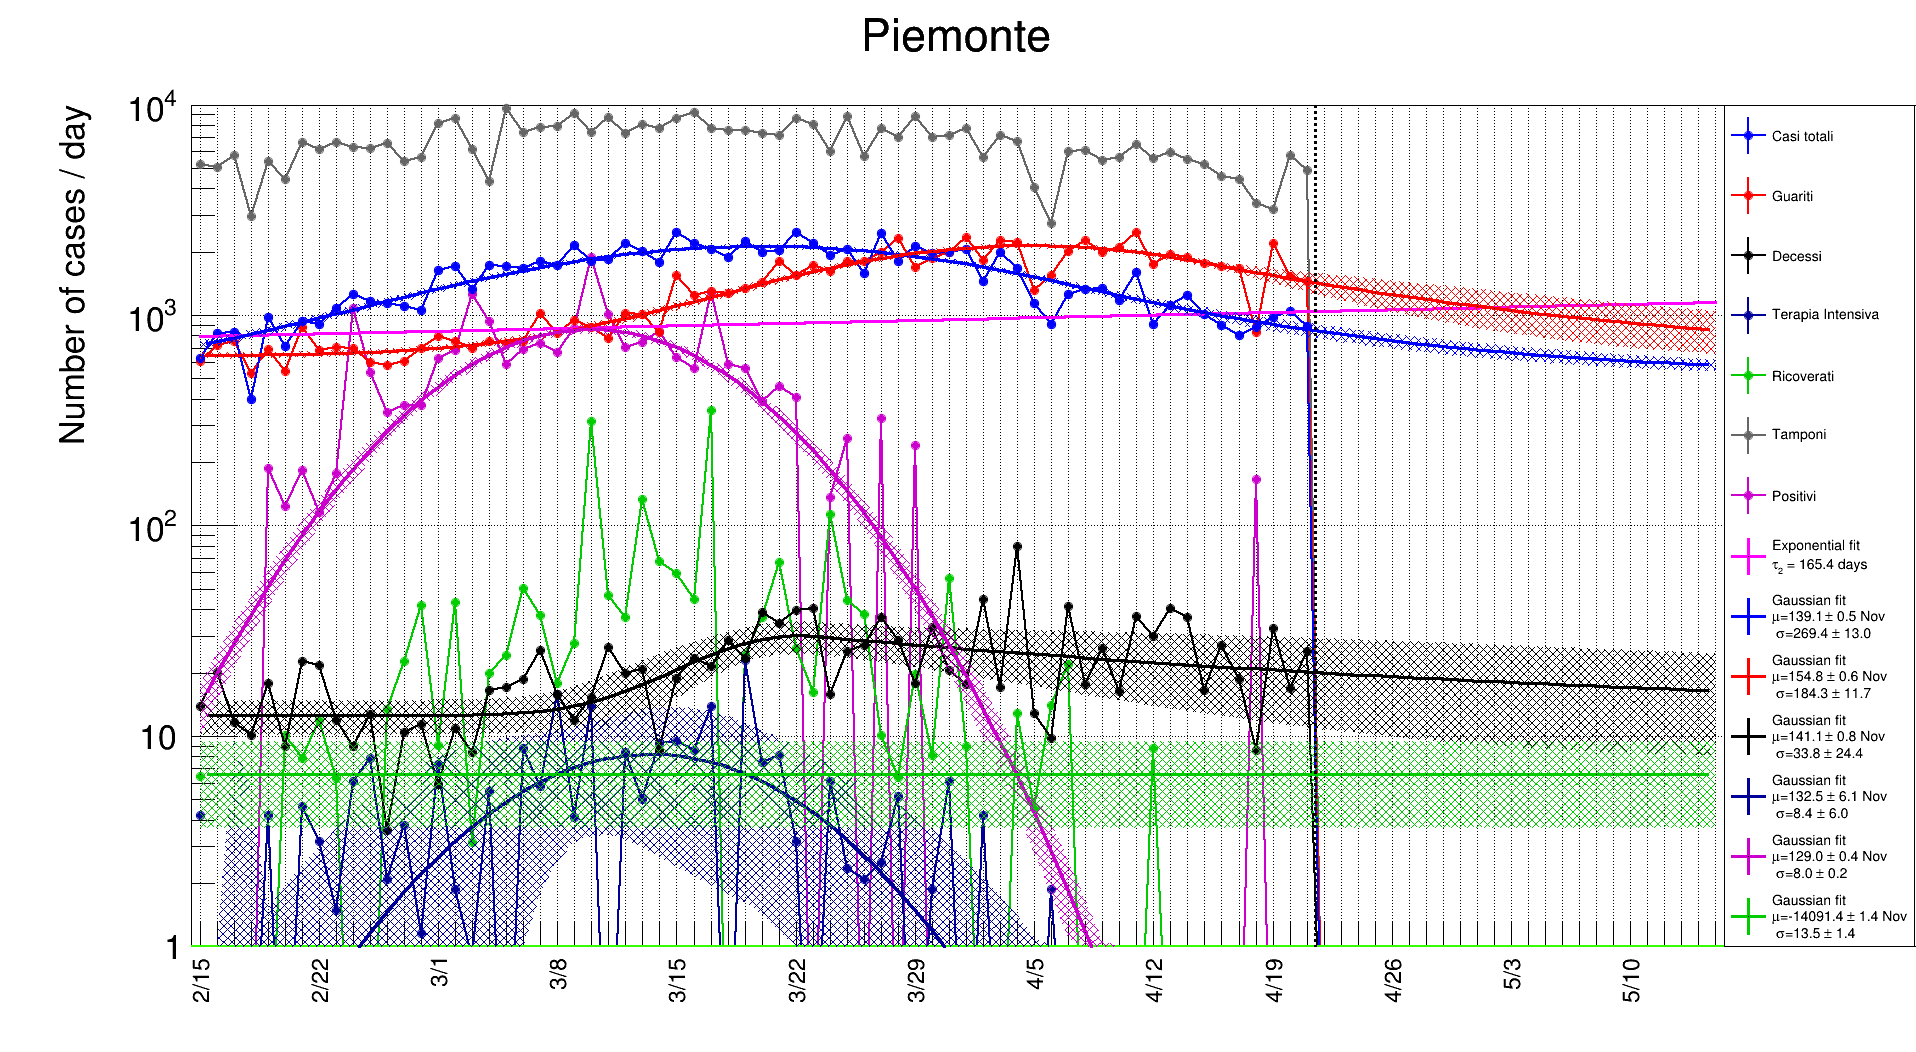 Piemonte
Number of cases / day
10⁴
10³
10²
10
1
2/15
2/22
3/1
3/8
3/15
3/22
3/29
4/5
4/12
4/19
4/26
5/3
5/10
Casi totali
Guariti
Decessi
Terapia Intensiva
Ricoverati
Tamponi
Positivi
Exponential fit
τ₂ = 165.4 days
Gaussian fit
μ=139.1 ± 0.5 Nov
σ=269.4 ± 13.0
Gaussian fit
μ=154.8 ± 0.6 Nov
σ=184.3 ± 11.7
Gaussian fit
μ=141.1 ± 0.8 Nov
σ=33.8 ± 24.4
Gaussian fit
μ=132.5 ± 6.1 Nov
σ=8.4 ± 6.0
Gaussian fit
μ=129.0 ± 0.4 Nov
σ=8.0 ± 0.2
Gaussian fit
μ=-14091.4 ± 1.4 Nov
σ=13.5 ± 1.4